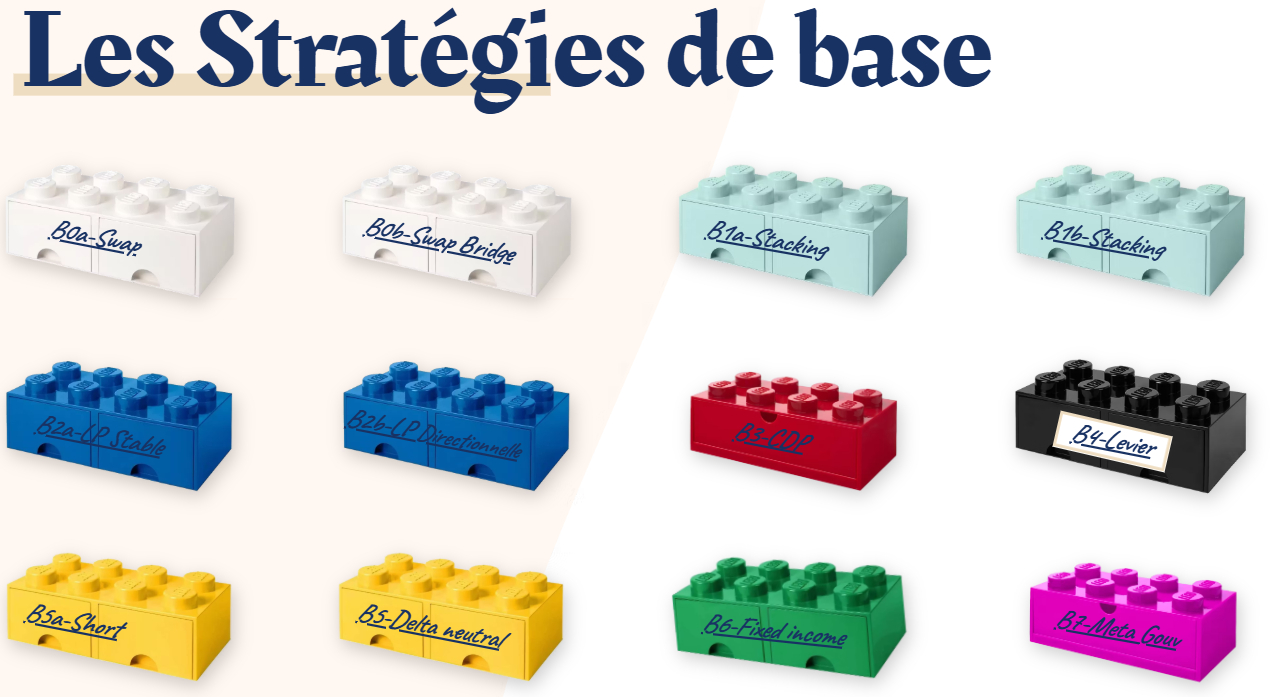 Les Stratégies de base
B0a-Swap
B0b-Swap Bridge
B1a-Stacking
B1b-Stacking
B2a-LP Stable
B2b-LP Directionnelle
B3-CDP
B4-Levier
B5a-Short
B5-Delta neutral
B6-Fixed income
B7-Meta Gouv